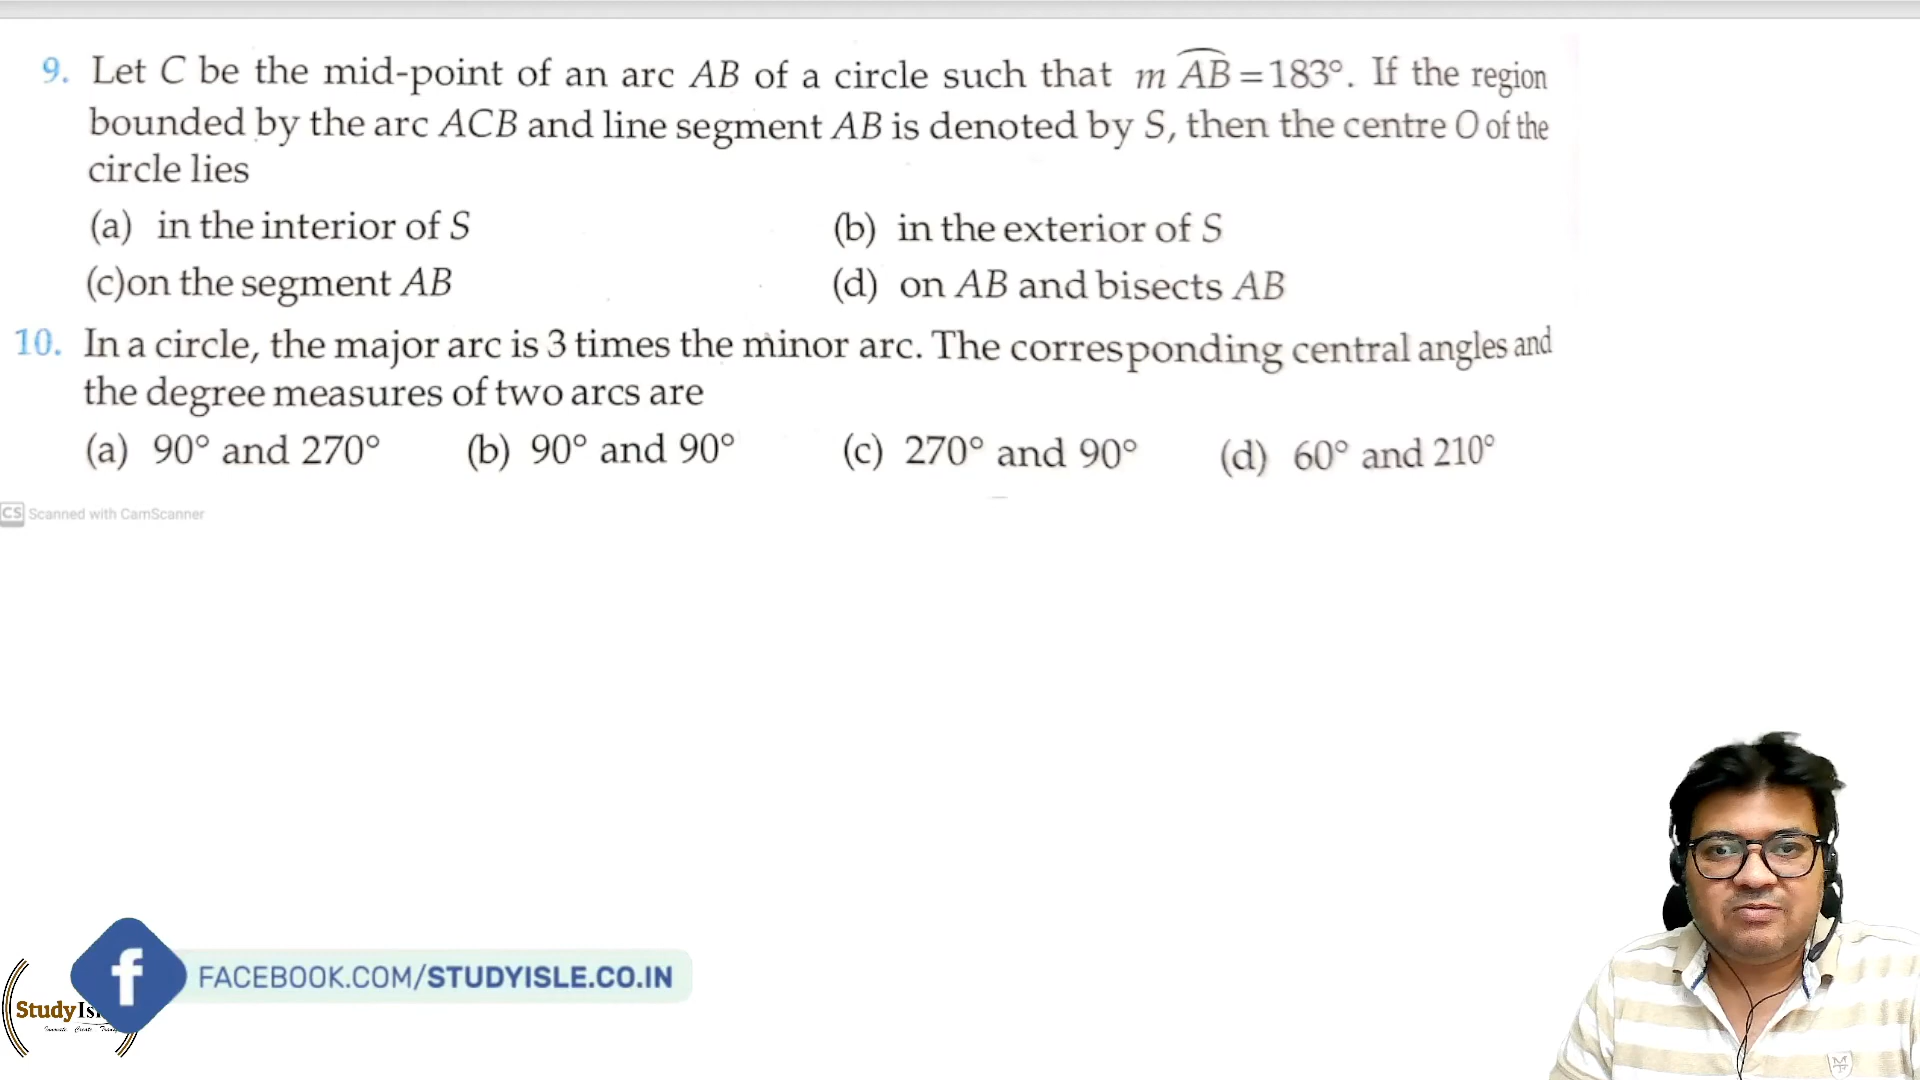 9. Let C be the mid-point of an arc AB of a circle such that m AB = 183°. If the region
bounded by the arc ACB and line segment AB is denoted by S, then the centre O of the
circle lies
(a) in the interior of S (b) in the exterior of S
(c)on the segment AB (d) on AB and bisects AB
10. In a circle, the major arc is 3 times the minor arc. The corresponding central angles and
the degree measures of two arcs are
(a) 90° and 270° (b) 90° and 90° (c) 270° and 90° (d) 60° and 210°
CS Scanned with CamScanner
f FACEBOOK.COM/STUDYISLE.CO.IN
StudyIs